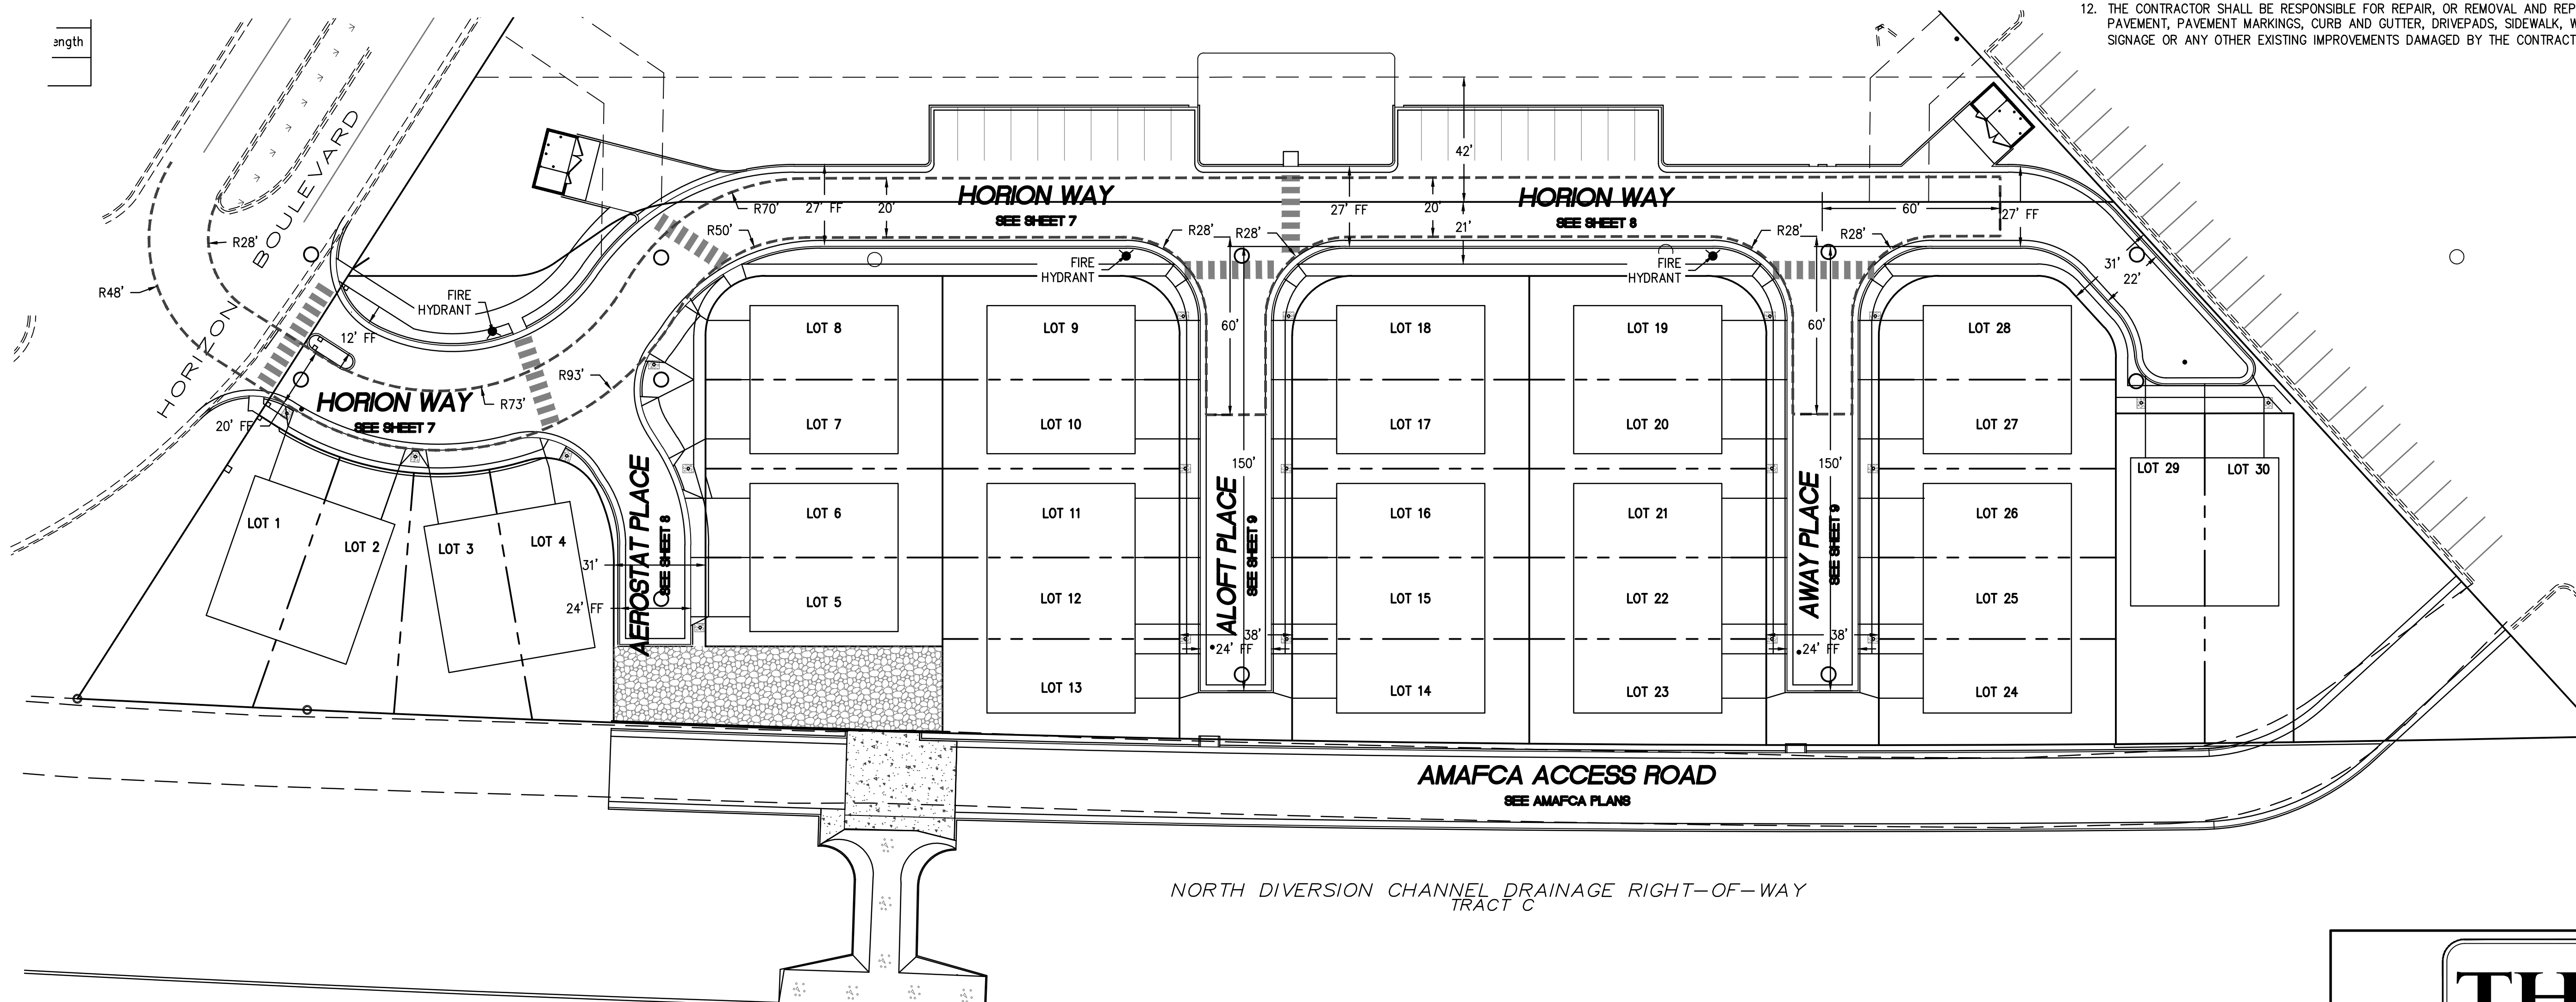 ength
12. THE CONTRACTOR SHALL BE RESPONSIBLE FOR REPAIR, OR REMOVAL AND REP
PAVEMENT, PAVEMENT MARKINGS, CURB AND GUTTER, DRIVEPADS, SIDEWALK, W
SIGNAGE OR ANY OTHER EXISTING IMPROVEMENTS DAMAGED BY THE CONTRACT
HORIZON BOULEVARD
R28'
R48'
12' FF
20' FF
FIRE
HYDRANT
HORION WAY
SEE SHEET 7
R73'
R93'
R50'
R70'
27' FF
20'
HORION WAY
SEE SHEET 7
FIRE
HYDRANT
R28'
R28'
27' FF
20'
42'
21'
HORION WAY
SEE SHEET 8
FIRE
HYDRANT
R28'
R28'
60'
27' FF
31'
22'
60'
60'
150'
150'
LOT 8
LOT 9
LOT 18
LOT 19
LOT 28
LOT 7
LOT 10
LOT 17
LOT 20
LOT 27
LOT 29
LOT 30
LOT 1
LOT 2
LOT 3
LOT 4
LOT 6
LOT 11
LOT 16
LOT 21
LOT 26
31'
24' FF
AEROSTAT PLACE
SEE SHEET 8
LOT 5
LOT 12
ALOFT PLACE
SEE SHEET 9
LOT 15
LOT 22
AWAY PLACE
SEE SHEET 9
LOT 25
38'
24' FF
38'
24' FF
LOT 13
LOT 14
LOT 23
LOT 24
AMAFCA ACCESS ROAD
SEE AMAFCA PLANS
NORTH DIVERSION CHANNEL DRAINAGE RIGHT-OF-WAY
TRACT C
TH